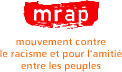 mrap
mouvement contre
le racisme et pour l'amitié
entre les peuples